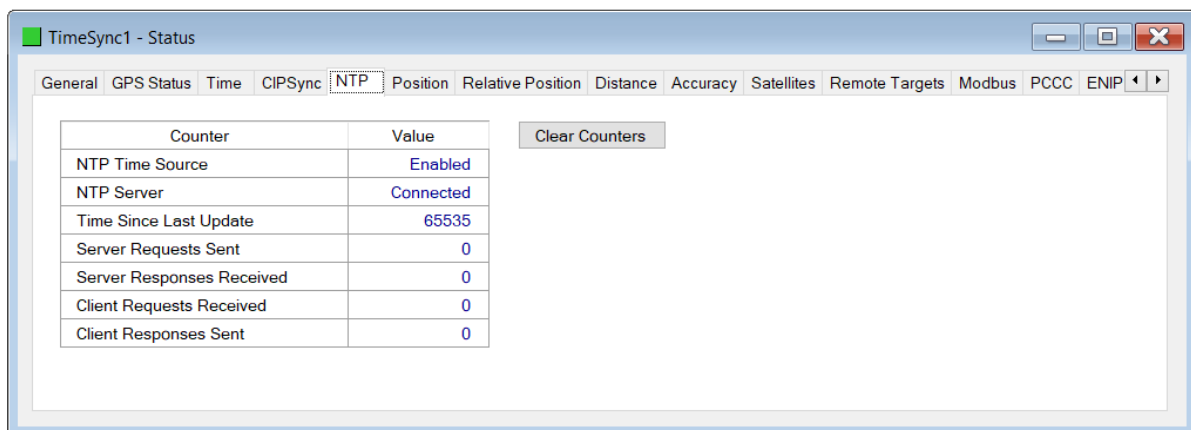 TimeSync1 - Status
General GPS Status Time CIPSync NTP Position Relative Position Distance Accuracy Satellites Remote Targets Modbus PCCC ENIP
Counter Value Clear Counters
NTP Time Source Enabled
NTP Server Connected
Time Since Last Update 65535
Server Requests Sent 0
Server Responses Received 0
Client Requests Received 0
Client Responses Sent 0